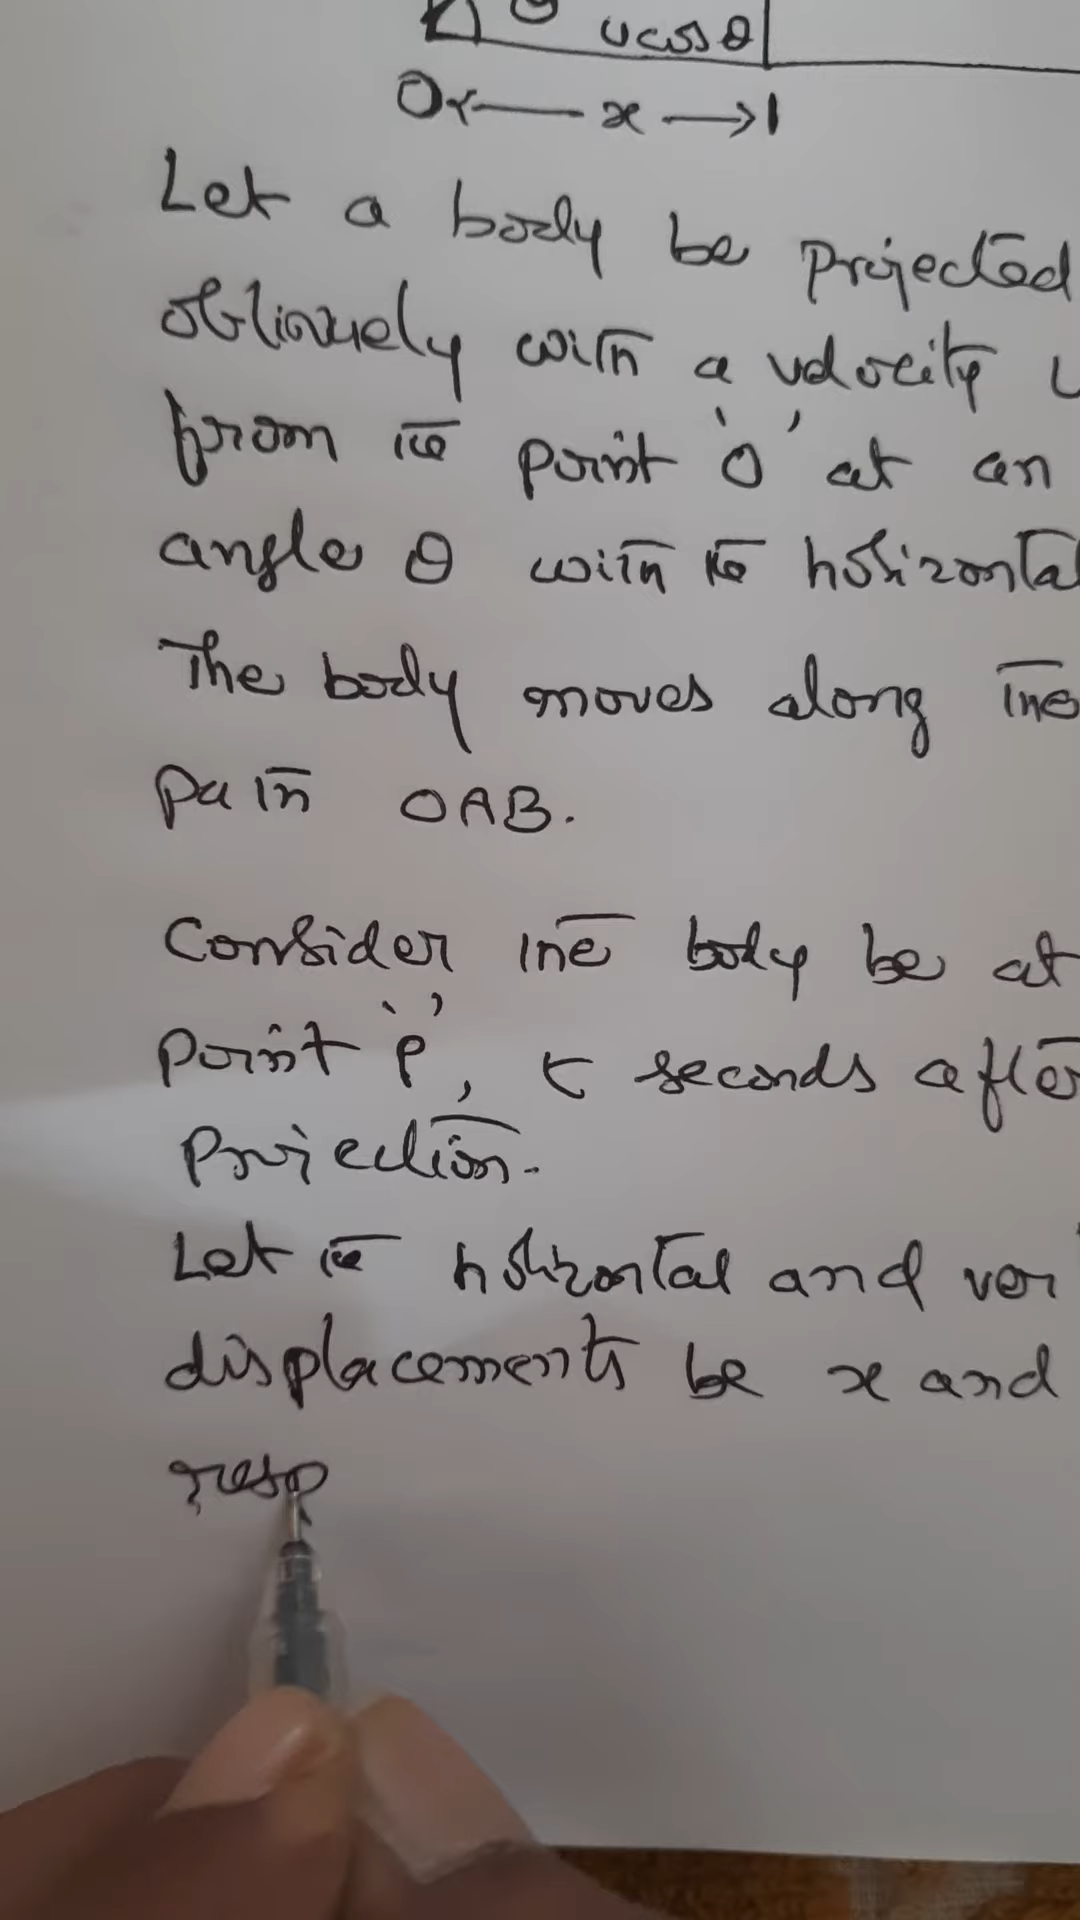 u cos θ
O x
Let a body be projected
obliquely with a velocity u
from the point 'O' at an
angle θ with the horizontal
The body moves along the
path OAB.
Consider the body be at
point 'P', t seconds after
projection.
Let the horizontal and ver
displacements be x and
resp